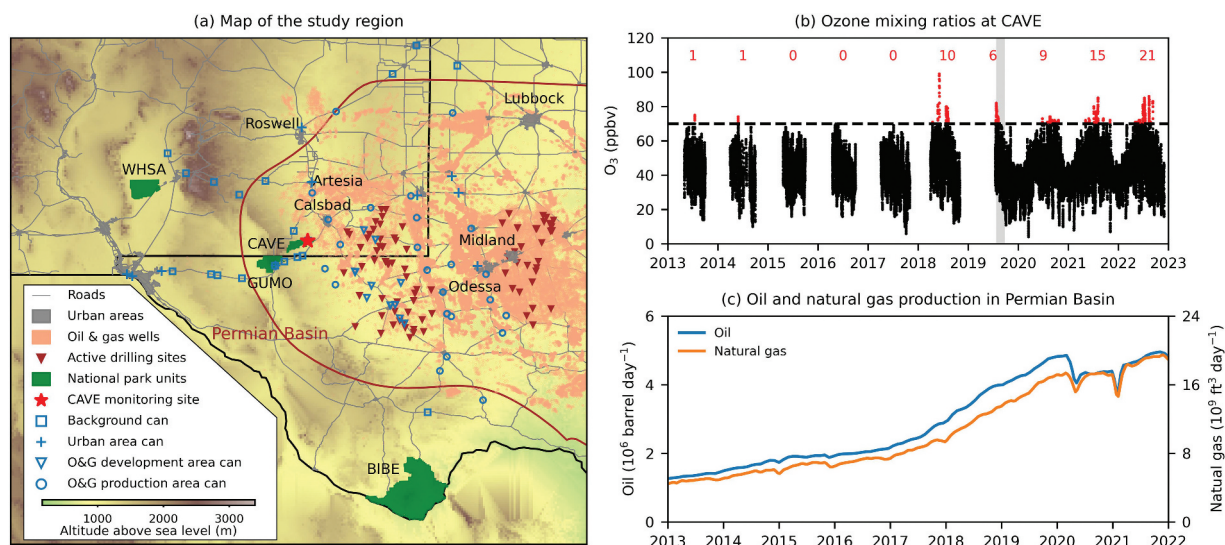 (a) Map of the study region
Lubbock
Roswell
WHSA
Artesia
Calsbad
CAVE
Midland
GUMO
Odessa
Permian Basin
BIBE
Roads
Urban areas
Oil & gas wells
Active drilling sites
National park units
CAVE monitoring site
Background can
Urban area can
O&G development area can
O&G production area can
1000 2000 3000
Altitude above sea level (m)
(b) Ozone mixing ratios at CAVE
O₃ (ppbv)
120
100
80
60
40
20
0
1 1 0 0 0 10 6 9 15 21
2013 2014 2015 2016 2017 2018 2019 2020 2021 2022 2023
(c) Oil and natural gas production in Permian Basin
Oil (10⁶ barrel day⁻¹)
6
4
2
0
Oil
Natural gas
24
16
8
0
Natural gas (10⁹ ft³ day⁻¹)
2013 2014 2015 2016 2017 2018 2019 2020 2021 2022